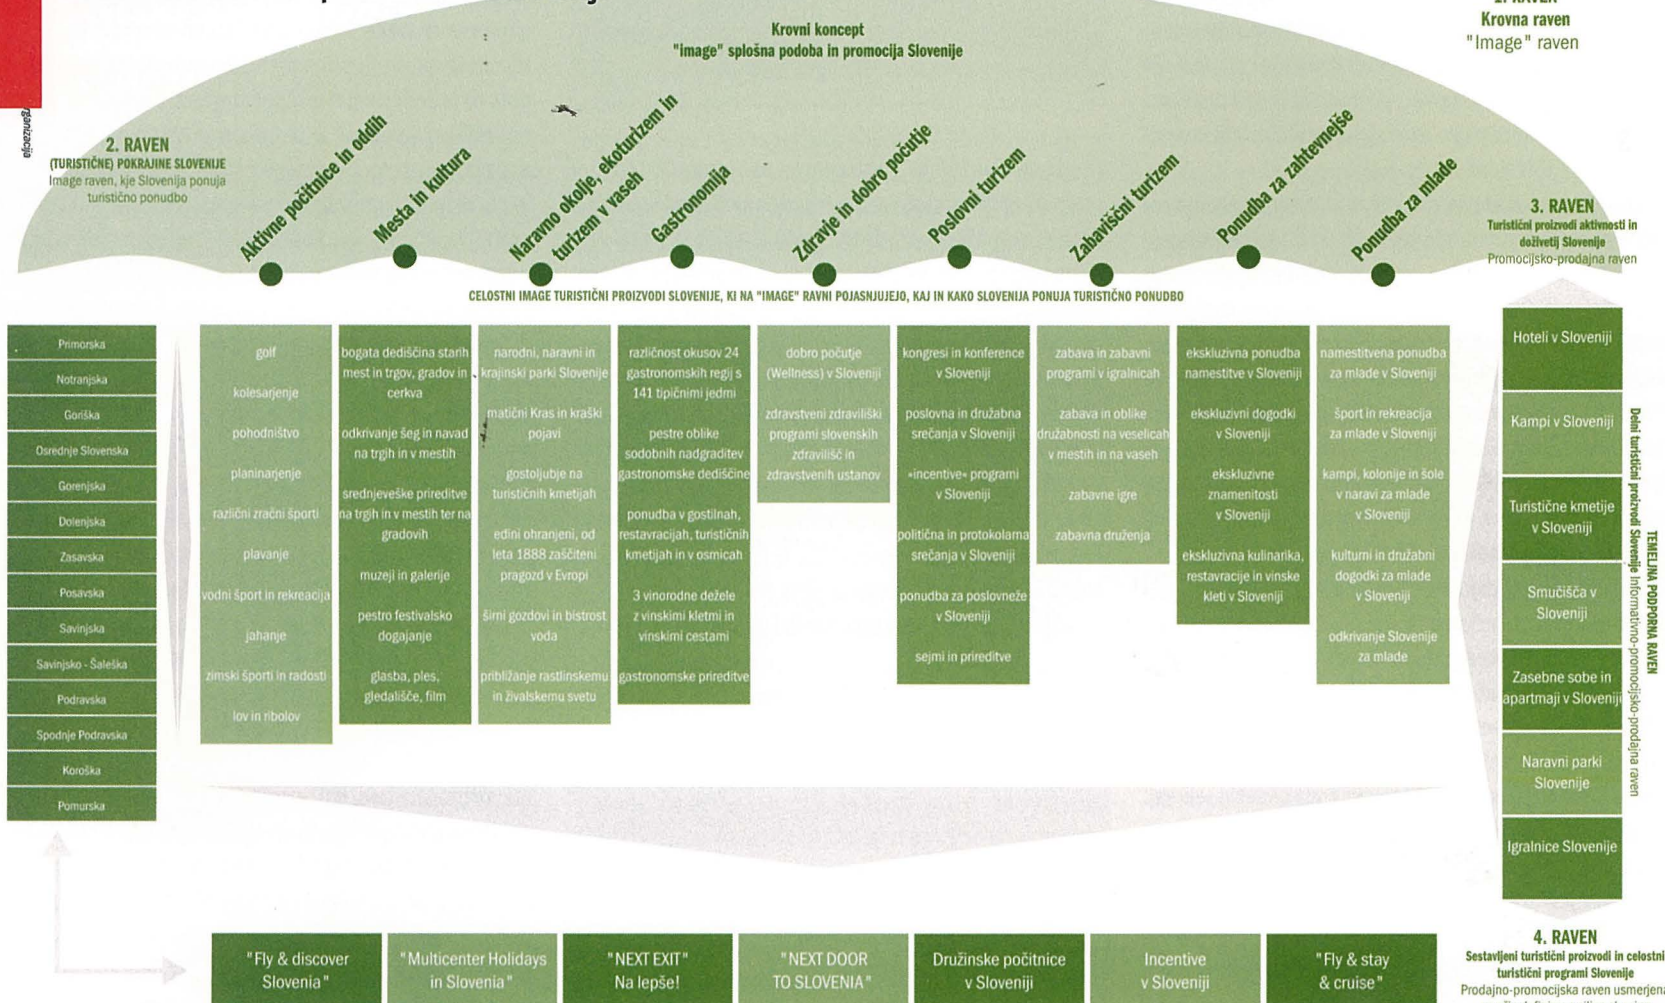 Krovni koncept
"image" splošna podoba in promocija Slovenije
1. RAVEN
Krovna raven
"Image" raven
rganizacija
2. RAVEN
(TURISTIČNE) POKRAJINE SLOVENIJE
Image raven, kje Slovenija ponuja
turistično ponudbo
Aktivne počitnice in oddih
Mesta in kultura
Naravno okolje, ekoturizem in
turizem v vaseh
Gastronomija
Zdravje in dobro počutje
Poslovni turizem
Zabaviščni turizem
Ponudba za zahtevnejše
Ponudba za mlade
3. RAVEN
Turistični proizvodi aktivnosti in
doživetij Slovenije
Promocijsko-prodajna raven
CELOSTNI IMAGE TURISTIČNI PROIZVODI SLOVENIJE, KI NA "IMAGE" RAVNI POJASNJUJEJO, KAJ IN KAKO SLOVENIJA PONUJA TURISTIČNO PONUDBO
Primorska
Notranjska
Goriška
Osrednje Slovenska
Gorenjska
Dolenjska
Zasavska
Posavska
Savinjska
Savinjsko - Šaleška
Podravska
Spodnje Podravska
Koroška
Pomurska
golf
kolesarjenje
pohodništvo
planinarjenje
različni zračni športi
plavanje
vodni šport in rekreacija
jahanje
zimski športi in radosti
lov in ribolov
bogata dediščina starih
mest in trgov, gradov in
cerkva
odkrivanje šeg in navad
na trgih in v mestih
srednjeveške prireditve
na trgih in v mestih ter na
gradovih
muzeji in galerije
pestro festivalsko
dogajanje
glasba, ples,
gledališče, film
narodni, naravni in
krajinski parki Slovenije
matični Kras in kraški
pojavi
gostoljubje na
turističnih kmetijah
edini ohranjeni, od
leta 1888 zaščiteni
pragozd v Evropi
širni gozdovi in bistrost
voda
približanje rastlinskemu
in živalskemu svetu
različnost okusov 24
gastronomskih regij s
141 tipičnimi jedmi
pestre oblike
sodobnih nadgraditev
gastronomske dediščine
ponudba v gostilnah,
restavracijah, turističnih
kmetijah in v osmicah
3 vinorodne dežele
z vinskimi kletmi in
vinskimi cestami
gastronomske prireditve
dobro počutje
(Wellness) v Sloveniji
zdravstveni zdraviliški
programi slovenskih
zdravilišč in
zdravstvenih ustanov
kongresi in konference
v Sloveniji
poslovna in družabna
srečanja v Sloveniji
«incentive» programi
v Sloveniji
politična in protokolarna
srečanja v Sloveniji
ponudba za poslovneže
v Sloveniji
sejmi in prireditve
zabava in zabavni
programi v igralnicah
zabava in oblike
družabnosti na veselicah
v mestih in na vaseh
zabavne igre
zabavna druženja
ekskluzivna ponudba
namestitve v Sloveniji
ekskluzivni dogodki
v Sloveniji
ekskluzivne
znamenitosti
v Sloveniji
ekskluzivna kulinarika,
restavracije in vinske
kleti v Sloveniji
namestitvena ponudba
za mlade v Sloveniji
šport in rekreacija
za mlade v Sloveniji
kampi, kolonije in šole
v naravi za mlade
v Sloveniji
kulturni in družabni
dogodki za mlade
v Sloveniji
odkrivanje Slovenije
za mlade
Hoteli v Sloveniji
Kampi v Sloveniji
Turistične kmetije
v Sloveniji
Smučišča v
Sloveniji
Zasebne sobe in
apartmaji v Sloveniji
Naravni parki
Slovenije
Igralnice Slovenije
TEMELJNA PODPORNA RAVEN
Delni turistični proizvodi Slovenije Informativno-promocijsko-prodajna raven
"Fly & discover
Slovenia"
"Multicenter Holidays
in Slovenia"
"NEXT EXIT"
Na lepše!
"NEXT DOOR
TO SLOVENIA"
Družinske počitnice
v Sloveniji
Incentive
v Sloveniji
"Fly & stay
& cruise"
4. RAVEN
Sestavljeni turistični proizvodi in celostni
turistični programi Slovenije
Prodajno-promocijska raven usmerjena